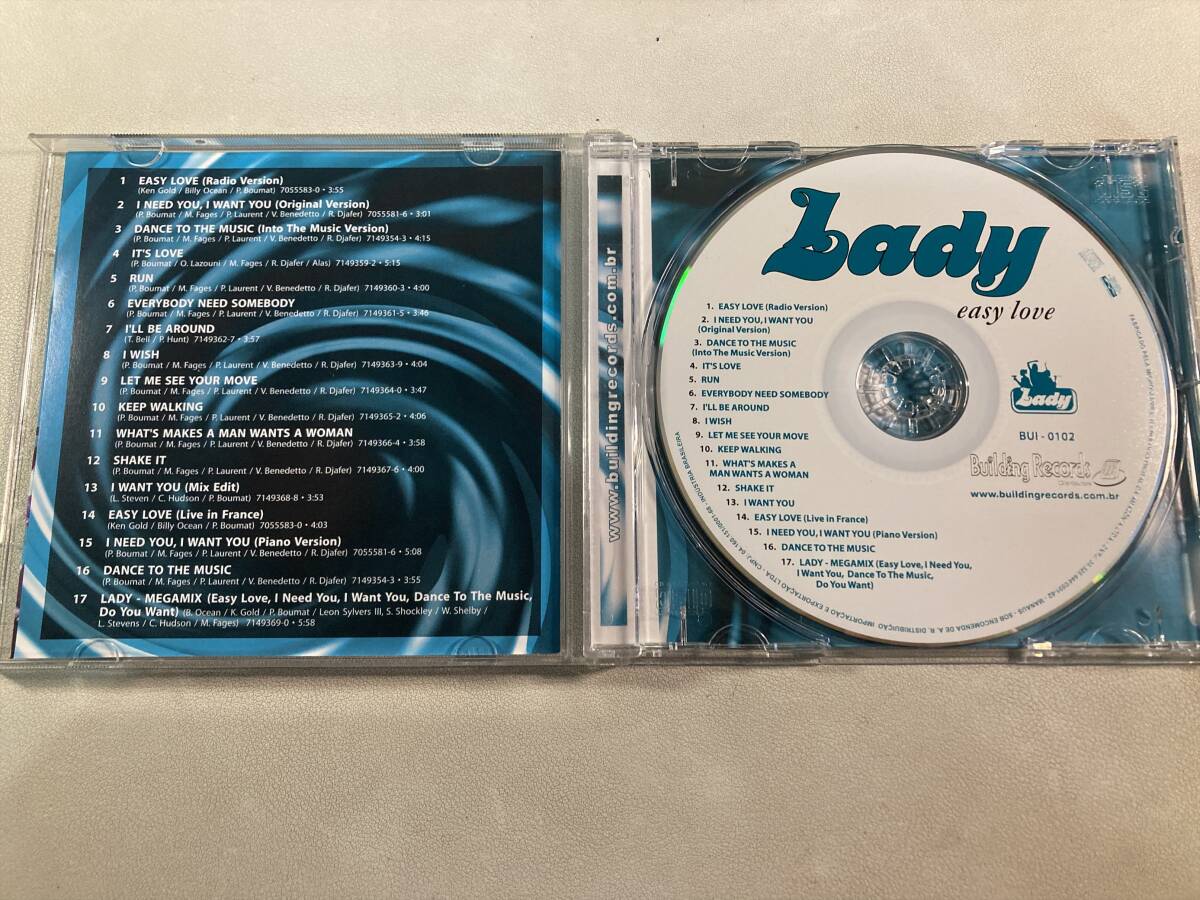 1 EASY LOVE (Radio Version)
(Ken Gold / Billy Ocean / P. Boumat) 7055583-0 • 3:55
2 I NEED YOU, I WANT YOU (Original Version)
(P. Boumat / M. Fages / P. Laurent / V. Benedetto / R. Djafer) 7055581-6 • 3:01
3 DANCE TO THE MUSIC (Into The Music Version)
(P. Boumat / M. Fages / P. Laurent / V. Benedetto / R. Djafer) 7149354-3 • 4:15
4 IT'S LOVE
(P. Boumat / O. Lazouni / M. Fages / R. Djafer / Alas) 7149359-2 • 5:15
5 RUN
(P. Boumat / M. Fages / P. Laurent / V. Benedetto / R. Djafer) 7149360-3 • 4:00
6 EVERYBODY NEED SOMEBODY
(P. Boumat / M. Fages / P. Laurent / V. Benedetto / R. Djafer) 7149361-5 • 3:46
7 I'LL BE AROUND
(T. Bell / P. Hunt) 7149362-7 • 3:57
8 I WISH
(P. Boumat / M. Fages / P. Laurent / V. Benedetto / R. Djafer) 7149363-9 • 4:04
9 LET ME SEE YOUR MOVE
(P. Boumat / M. Fages / P. Laurent / V. Benedetto / R. Djafer) 7149364-0 • 3:47
10 KEEP WALKING
(P. Boumat / M. Fages / P. Laurent / V. Benedetto / R. Djafer) 7149365-2 • 4:06
11 WHAT'S MAKES A MAN WANTS A WOMAN
(P. Boumat / M. Fages / P. Laurent / V. Benedetto / R. Djafer) 7149366-4 • 3:58
12 SHAKE IT
(P. Boumat / M. Fages / P. Laurent / V. Benedetto / R. Djafer) 7149367-6 • 4:00
13 I WANT YOU (Mix Edit)
(L. Steven / C. Hudson / P. Boumat) 7149368-8 • 3:53
14 EASY LOVE (Live in France)
(Ken Gold / Billy Ocean / P. Boumat) 7055583-0 • 4:03
15 I NEED YOU, I WANT YOU (Piano Version)
(P. Boumat / M. Fages / P. Laurent / V. Benedetto / R. Djafer) 7055581-6 • 5:08
16 DANCE TO THE MUSIC
(P. Boumat / M. Fages / P. Laurent / V. Benedetto / R. Djafer) 7149354-3 • 3:55
17 LADY - MEGAMIX (Easy Love, I Need You, I Want You, Dance To The Music,
Do You Want) (B. Ocean / K. Gold / P. Boumat / Leon Sylvers III, S. Shockley / W. Shelby /
L. Stevens / C. Hudson / M. Fages) 7149369-0 • 5:58
www.buildingrecords.com.br
Lady
easy love
1. EASY LOVE (Radio Version)
2. I NEED YOU, I WANT YOU
(Original Version)
3. DANCE TO THE MUSIC
(Into The Music Version)
4. IT'S LOVE
5. RUN
6. EVERYBODY NEED SOMEBODY
7. I'LL BE AROUND
8. I WISH
9. LET ME SEE YOUR MOVE
10. KEEP WALKING
11. WHAT'S MAKES A
MAN WANTS A WOMAN
12. SHAKE IT
13. I WANT YOU
14. EASY LOVE (Live in France)
15. I NEED YOU, I WANT YOU (Piano Version)
16. DANCE TO THE MUSIC
17. LADY - MEGAMIX (Easy Love, I Need You,
I Want You, Dance To The Music,
Do You Want)
Lady
BUI - 0102
Building Records
www.buildingrecords.com.br
MANAUS - SOB ENCOMENDA DE A. R. DISTRIBUIÇÃO IMPORTAÇÃO E EXPORTAÇÃO LTDA. CNPJ: 04.160.151/0001-68 - INDÚSTRIA BRASILEIRA